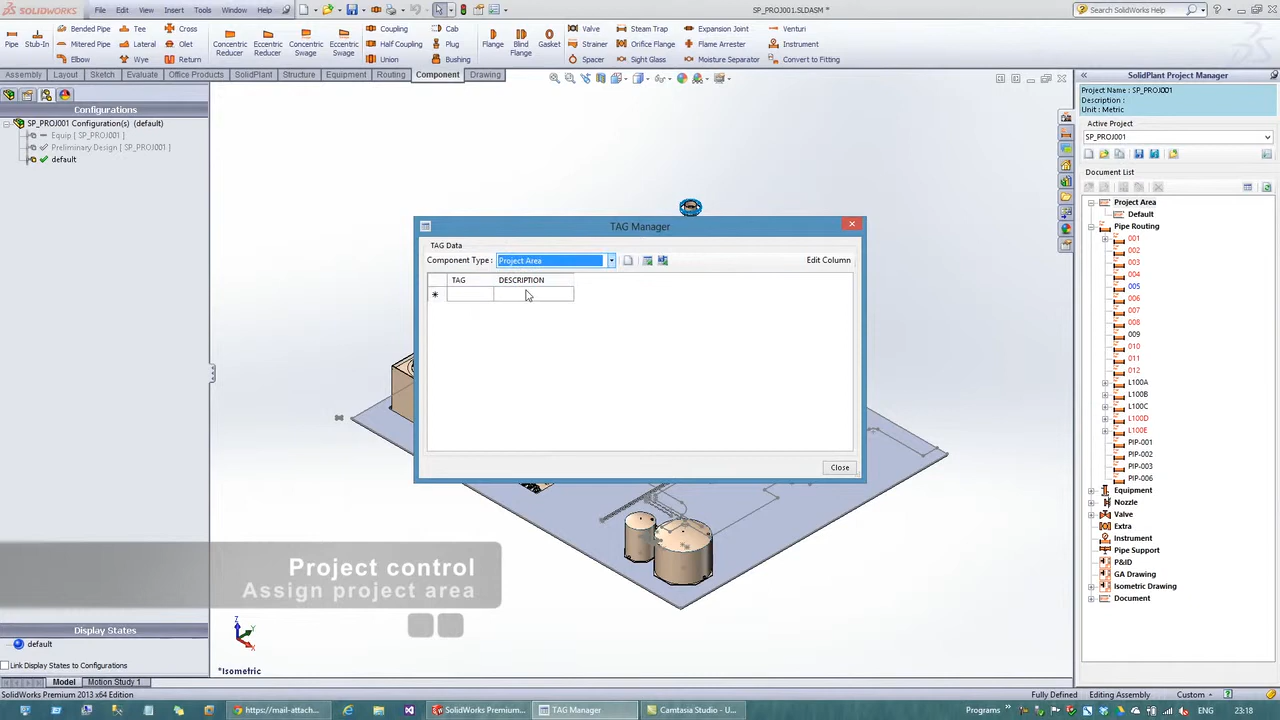 SOLIDWORKS File Edit View Insert Tools Window Help SP_PROJ001.SLDASM * Search SolidWorks Help
Pipe Stub-In Bended Pipe Tee Cross Concentric Reducer Eccentric Reducer Concentric Swage Eccentric Swage Coupling Cab Flange Blind Flange Gasket Valve Steam Trap Expansion Joint Venturi
Mitered Pipe Lateral Olet Half Coupling Plug Strainer Orifice Flange Flame Arrester Instrument
Elbow Wye Return Union Bushing Spacer Sight Glass Moisture Separator Convert to Fitting
Assembly Layout Sketch Evaluate Office Products SolidPlant Structure Equipment Routing Component Drawing
Configurations
SP_PROJ001 Configuration(s) (default)
Equip [ SP_PROJ001 ]
Preliminary Design [ SP_PROJ001 ]
default
TAG Manager
TAG Data
Component Type : Project Area Edit Column
TAG DESCRIPTION
Close
Project control
Assign project area
*Isometric
Display States
default
Link Display States to Configurations
Model Motion Study 1
SolidWorks Premium 2013 x64 Edition Fully Defined Editing Assembly Custom
SolidPlant Project Manager
Project Name : SP_PROJ001
Description :
Unit : Metric
Active Project
SP_PROJ001
Document List
Project Area
Default
Pipe Routing
001
002
003
004
005
006
007
008
009
010
011
012
L100A
L100B
L100C
L100D
L100E
PIP-001
PIP-002
PIP-003
PIP-006
Equipment
Nozzle
Valve
Extra
Instrument
Pipe Support
P&ID
GA Drawing
Isometric Drawing
Document
https://mail-attach... SolidWorks Premium... TAG Manager Camtasia Studio - U... Programs ENG 23:18